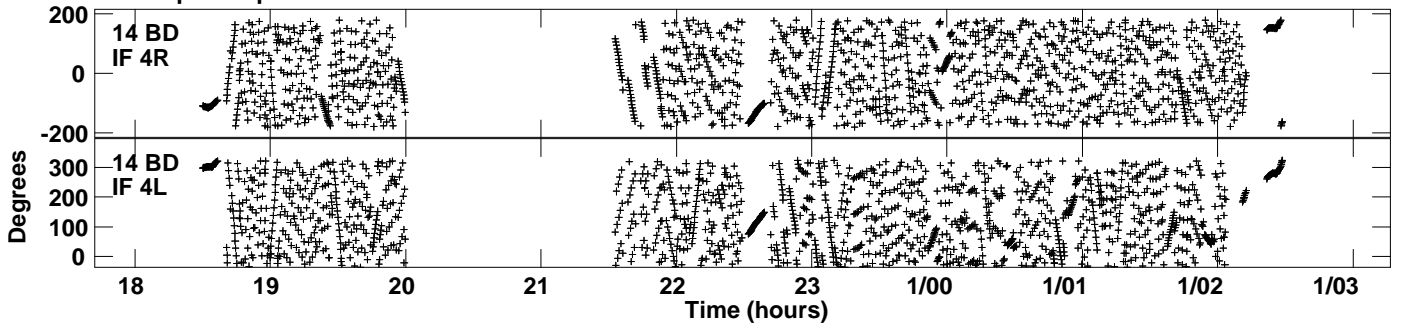 200
14 BD
IF 4R
0
-200
14 BD
IF 4L
300
200
100
0
Degrees
18 19 20 21 22 23 1/00 1/01 1/02 1/03
Time (hours)